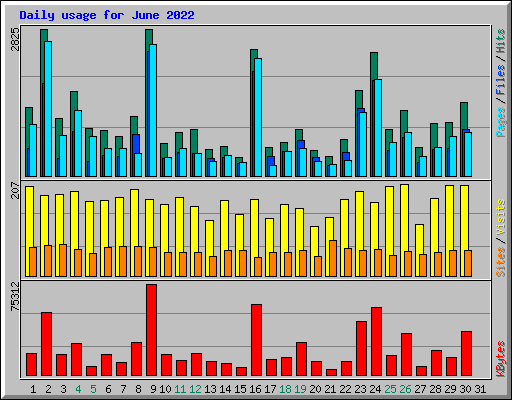 Daily usage for June 2022
2825
Pages / Files / Hits
207
Sites / Visits
75312
KBytes
1 2 3 4 5 6 7 8 9 10 11 12 13 14 15 16 17 18 19 20 21 22 23 24 25 26 27 28 29 30 31